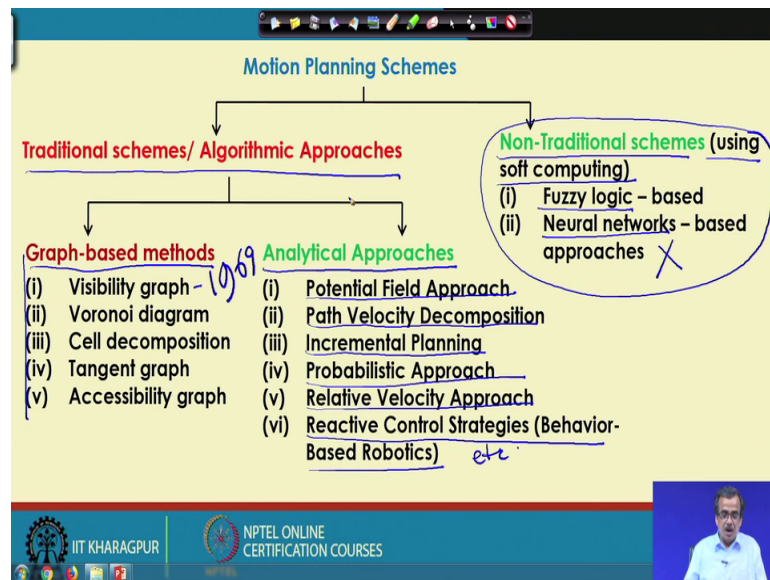 Motion Planning Schemes
Traditional schemes/ Algorithmic Approaches
Non-Traditional schemes (using
soft computing)
(i) Fuzzy logic – based
(ii) Neural networks – based
approaches X
Graph-based methods
(i) Visibility graph - 1969
(ii) Voronoi diagram
(iii) Cell decomposition
(iv) Tangent graph
(v) Accessibility graph
Analytical Approaches
(i) Potential Field Approach
(ii) Path Velocity Decomposition
(iii) Incremental Planning
(iv) Probabilistic Approach
(v) Relative Velocity Approach
(vi) Reactive Control Strategies (Behavior-
Based Robotics) etc.
IIT KHARAGPUR
NPTEL ONLINE
CERTIFICATION COURSES